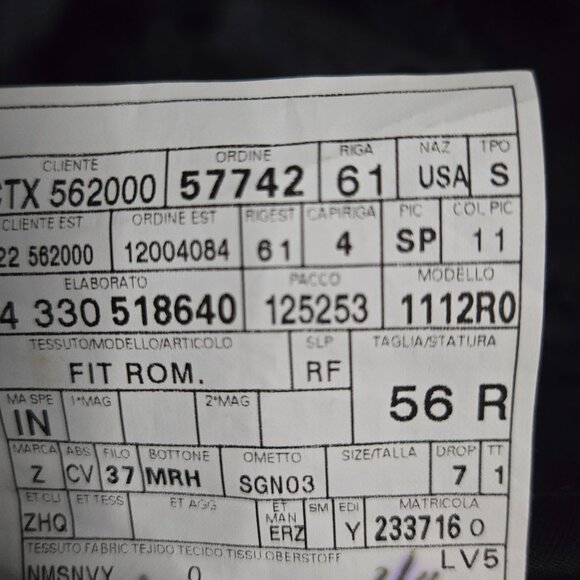 CLIENTE ORDINE RIGA NAZ TPO
CTX 562000 57742 61 USA S
CLIENTE EST ORDINE EST RIGEST CAPIRIGA PIC COL.PIC
22 562000 12004084 61 4 SP 11
ELABORATO PACCO MODELLO
4 330 518640 125253 1112R0
TESSUTO/MODELLO/ARTICOLO SLP TAGLIA/STATURA
FIT ROM. RF 56 R
MA SPE 1°MAG 2°MAG
IN
MARCA ABS FILO BOTTONE OMETTO SIZE/TALLA DROP TT
Z CV 37 MRH SGN03 7 1
ET CLI ET TESS ET AGG ET MAN SM EDI MATRICOLA
ZHQ ERZ Y 233716 0
TESSUTO FABRIC TEJIDO TECIDO TISSU OBERSTOFF LV5
NMSNVY 0